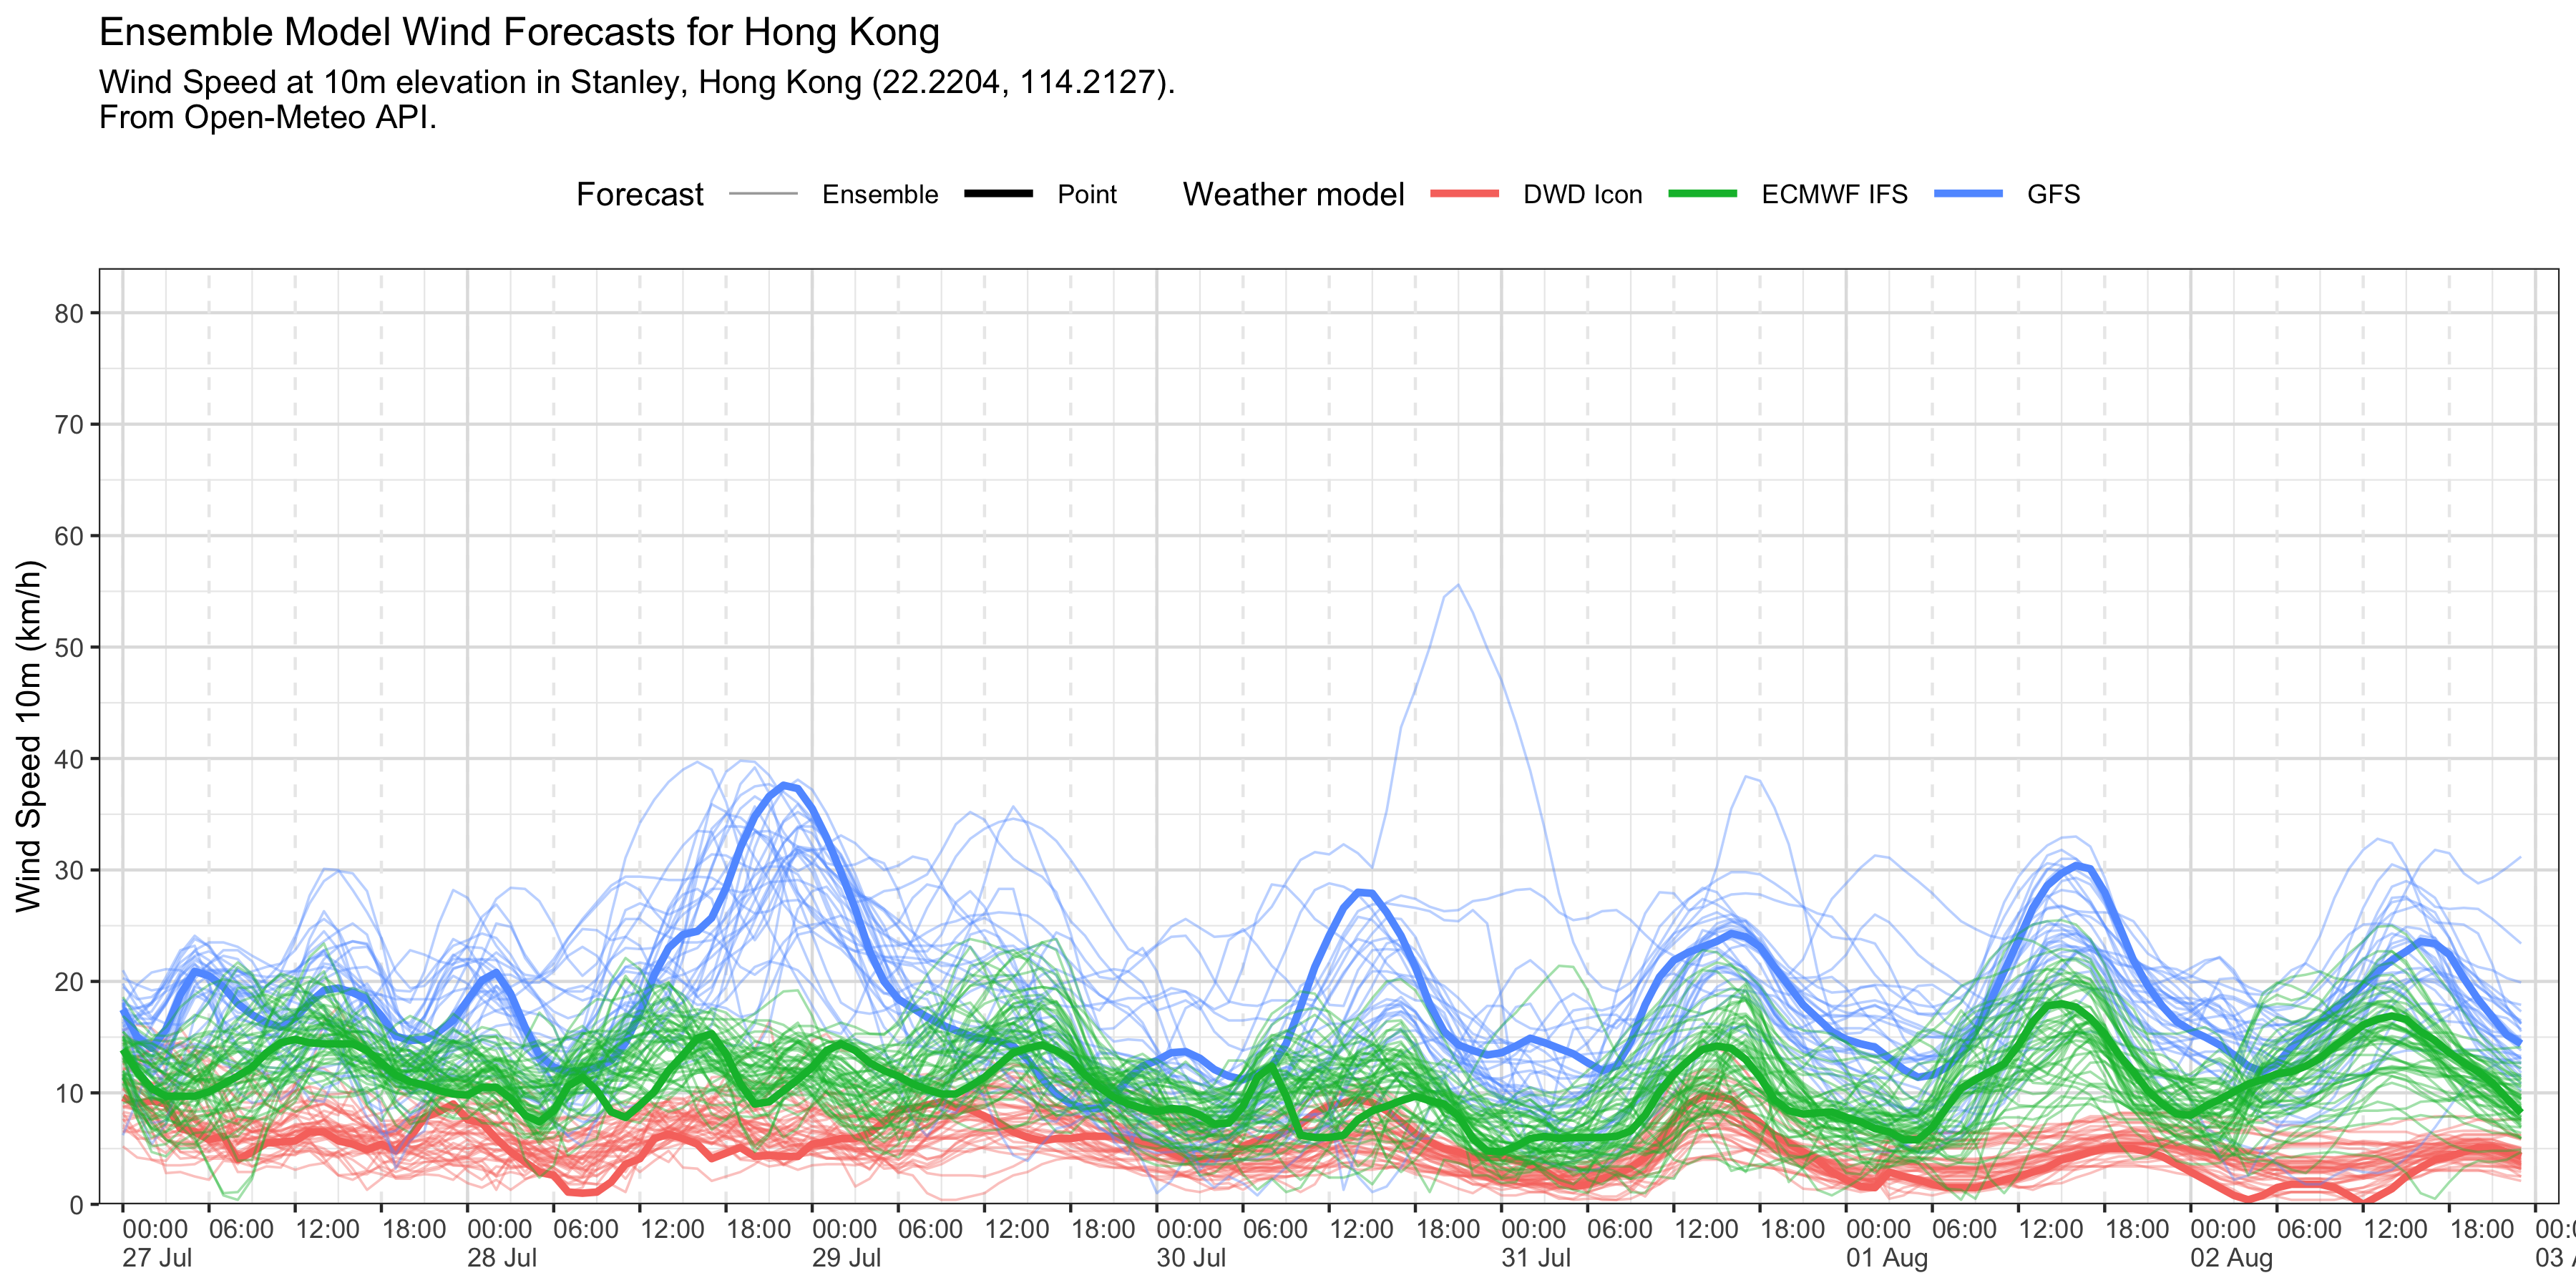 Ensemble Model Wind Forecasts for Hong Kong
Wind Speed at 10m elevation in Stanley, Hong Kong (22.2204, 114.2127).
From Open-Meteo API.
Forecast Ensemble Point Weather model DWD Icon ECMWF IFS GFS
Wind Speed 10m (km/h)
80
70
60
50
40
30
20
10
0
00:00 06:00 12:00 18:00 00:00 06:00 12:00 18:00 00:00 06:00 12:00 18:00 00:00 06:00 12:00 18:00 00:00 06:00 12:00 18:00 00:00 06:00 12:00 18:00 00:00 06:00 12:00 18:00
27 Jul 28 Jul 29 Jul 30 Jul 31 Jul 01 Aug 02 Aug 03